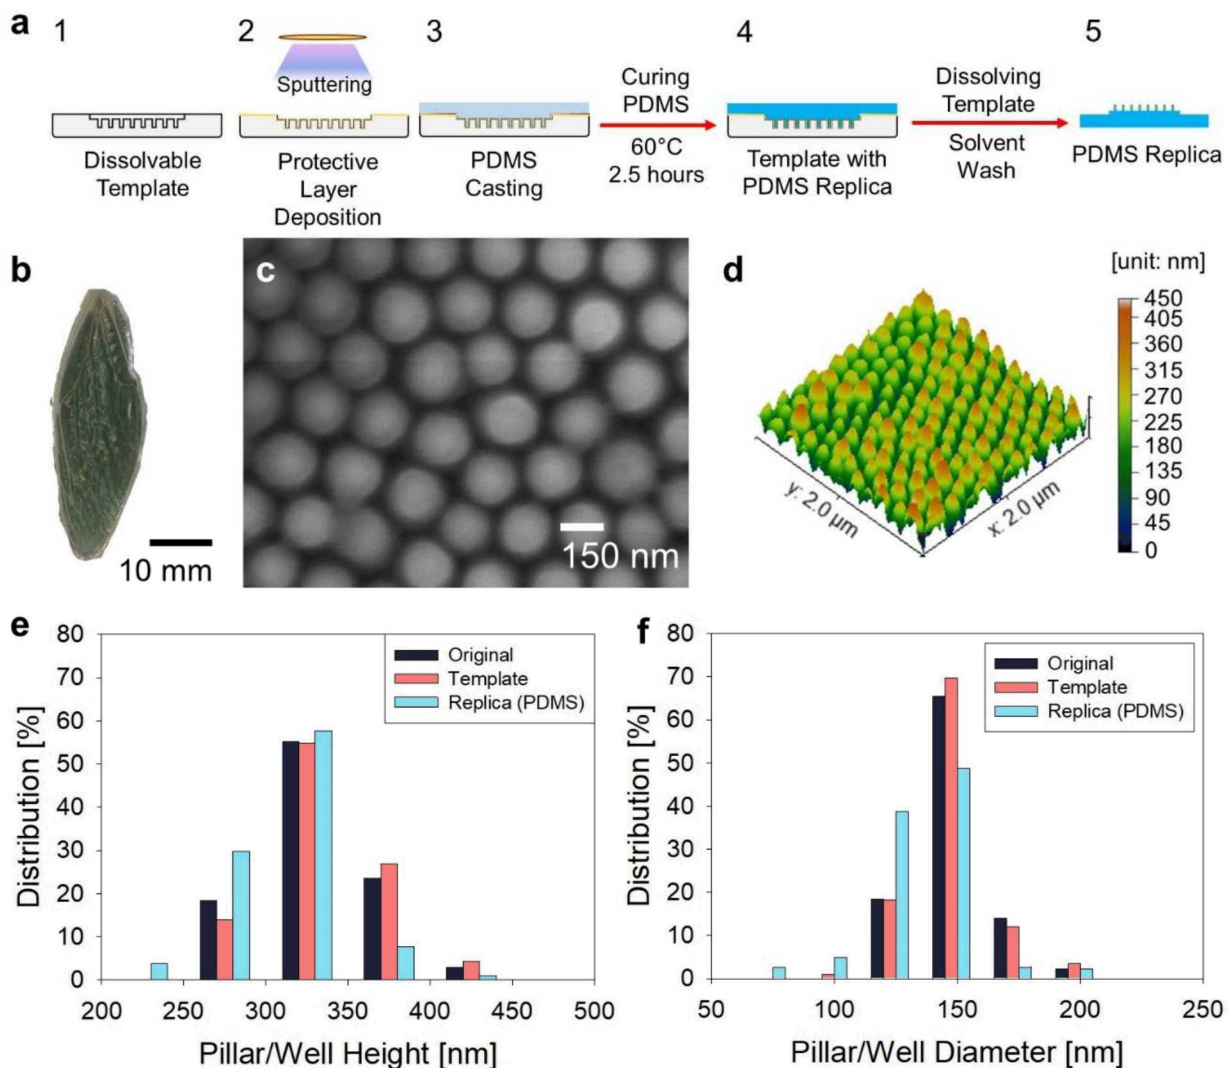 a
1
2
3
4
5
Sputtering
Curing
PDMS
60°C
2.5 hours
Dissolving
Template
Solvent
Wash
Dissolvable
Template
Protective
Layer
Deposition
PDMS
Casting
Template with
PDMS Replica
PDMS Replica
b
10 mm
c
150 nm
d
[unit: nm]
450
405
360
315
270
225
180
135
90
45
0
y: 2.0 µm
x: 2.0 µm
e
Distribution [%]
80
70
60
50
40
30
20
10
0
Original
Template
Replica (PDMS)
200
250
300
350
400
450
500
Pillar/Well Height [nm]
f
Distribution [%]
80
70
60
50
40
30
20
10
0
Original
Template
Replica (PDMS)
50
100
150
200
250
Pillar/Well Diameter [nm]